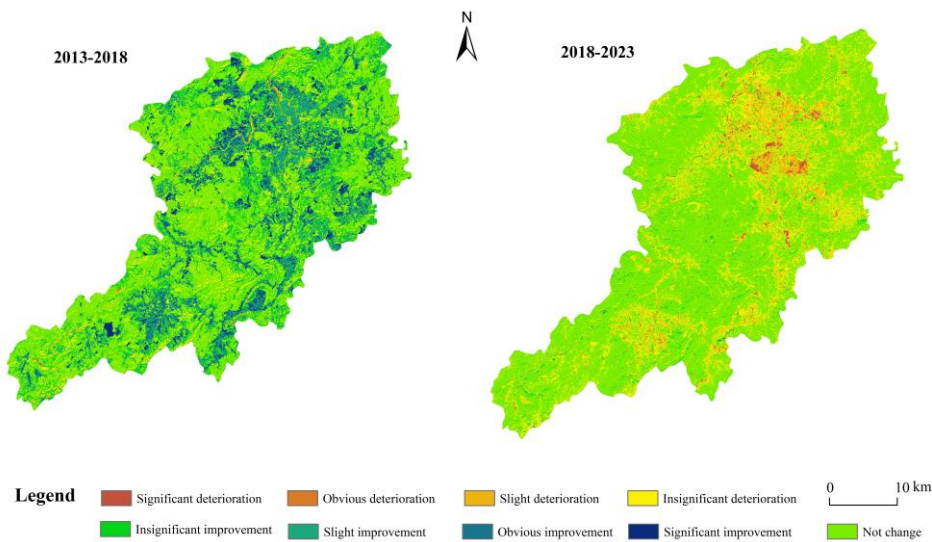 N
2013-2018
2018-2023
Legend
Significant deterioration
Obvious deterioration
Slight deterioration
Insignificant deterioration
0 10 km
Insignificant improvement
Slight improvement
Obvious improvement
Significant improvement
Not change